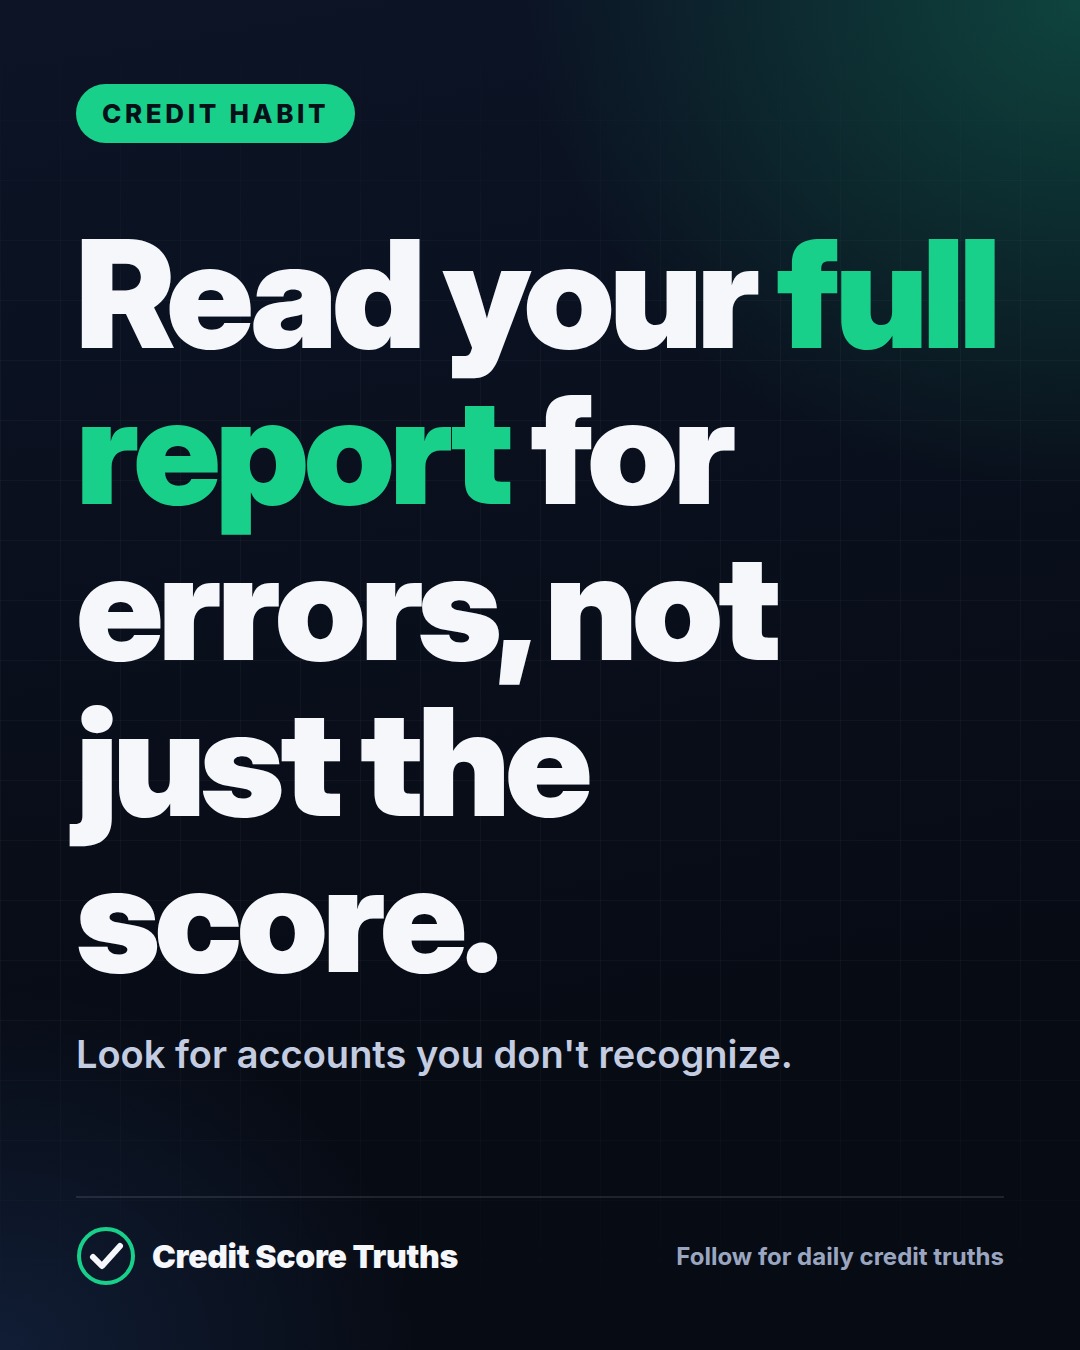 CREDIT HABIT
Read your full
report for
errors, not
just the
score.
Look for accounts you don't recognize.
Credit Score Truths
Follow for daily credit truths